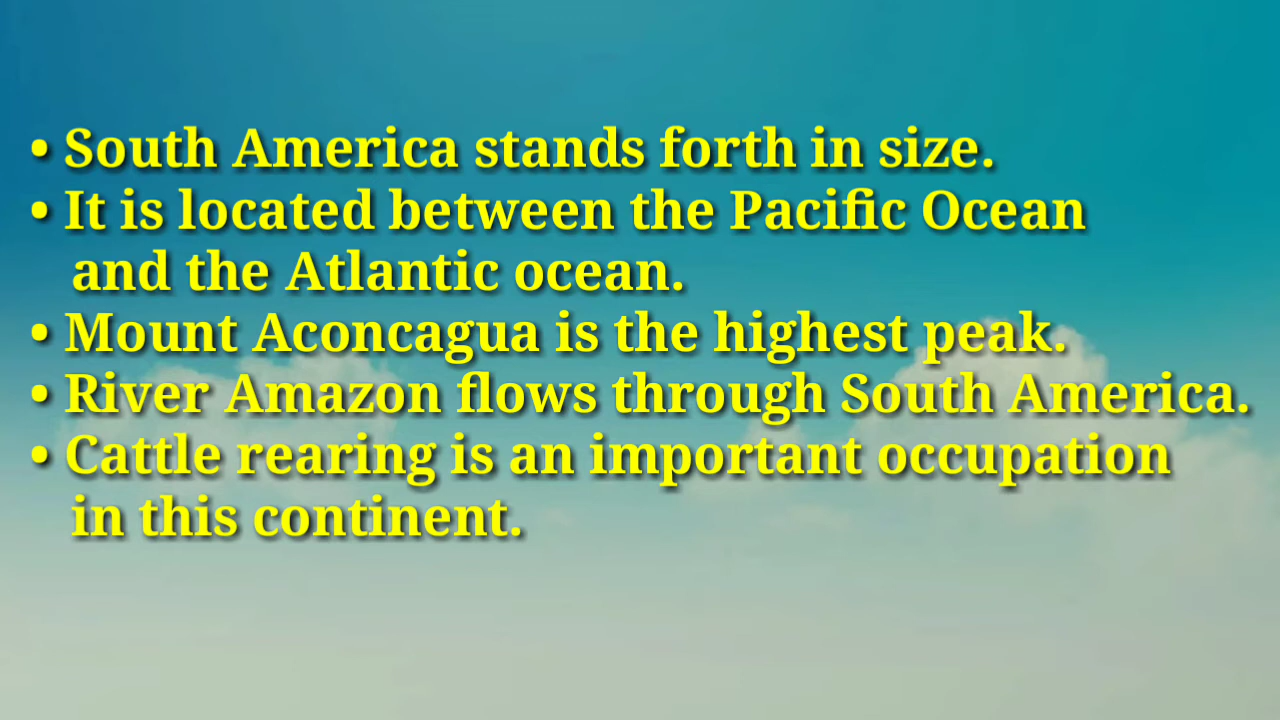 • South America stands forth in size.
• It is located between the Pacific Ocean
and the Atlantic ocean.
• Mount Aconcagua is the highest peak.
• River Amazon flows through South America.
• Cattle rearing is an important occupation
in this continent.